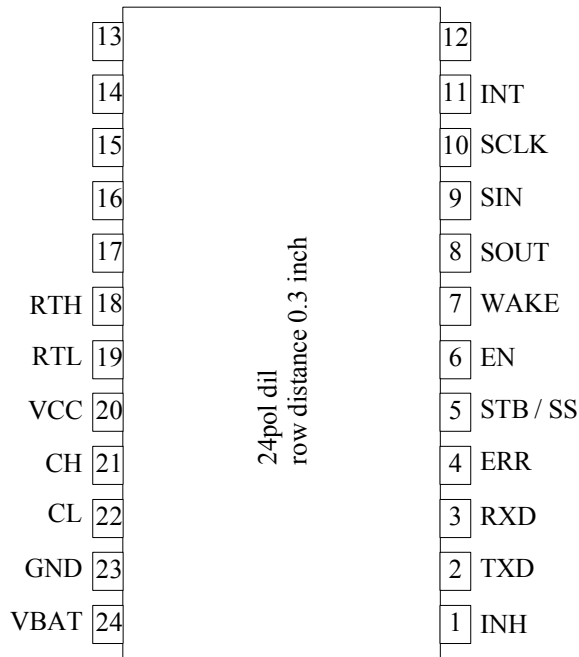 13 12
14 11 INT
15 10 SCLK
16 9 SIN
17 8 SOUT
RTH 18 7 WAKE
RTL 19 6 EN
VCC 20 5 STB / SS
CH 21 4 ERR
CL 22 3 RXD
GND 23 2 TXD
VBAT 24 1 INH
24pol dil
row distance 0.3 inch